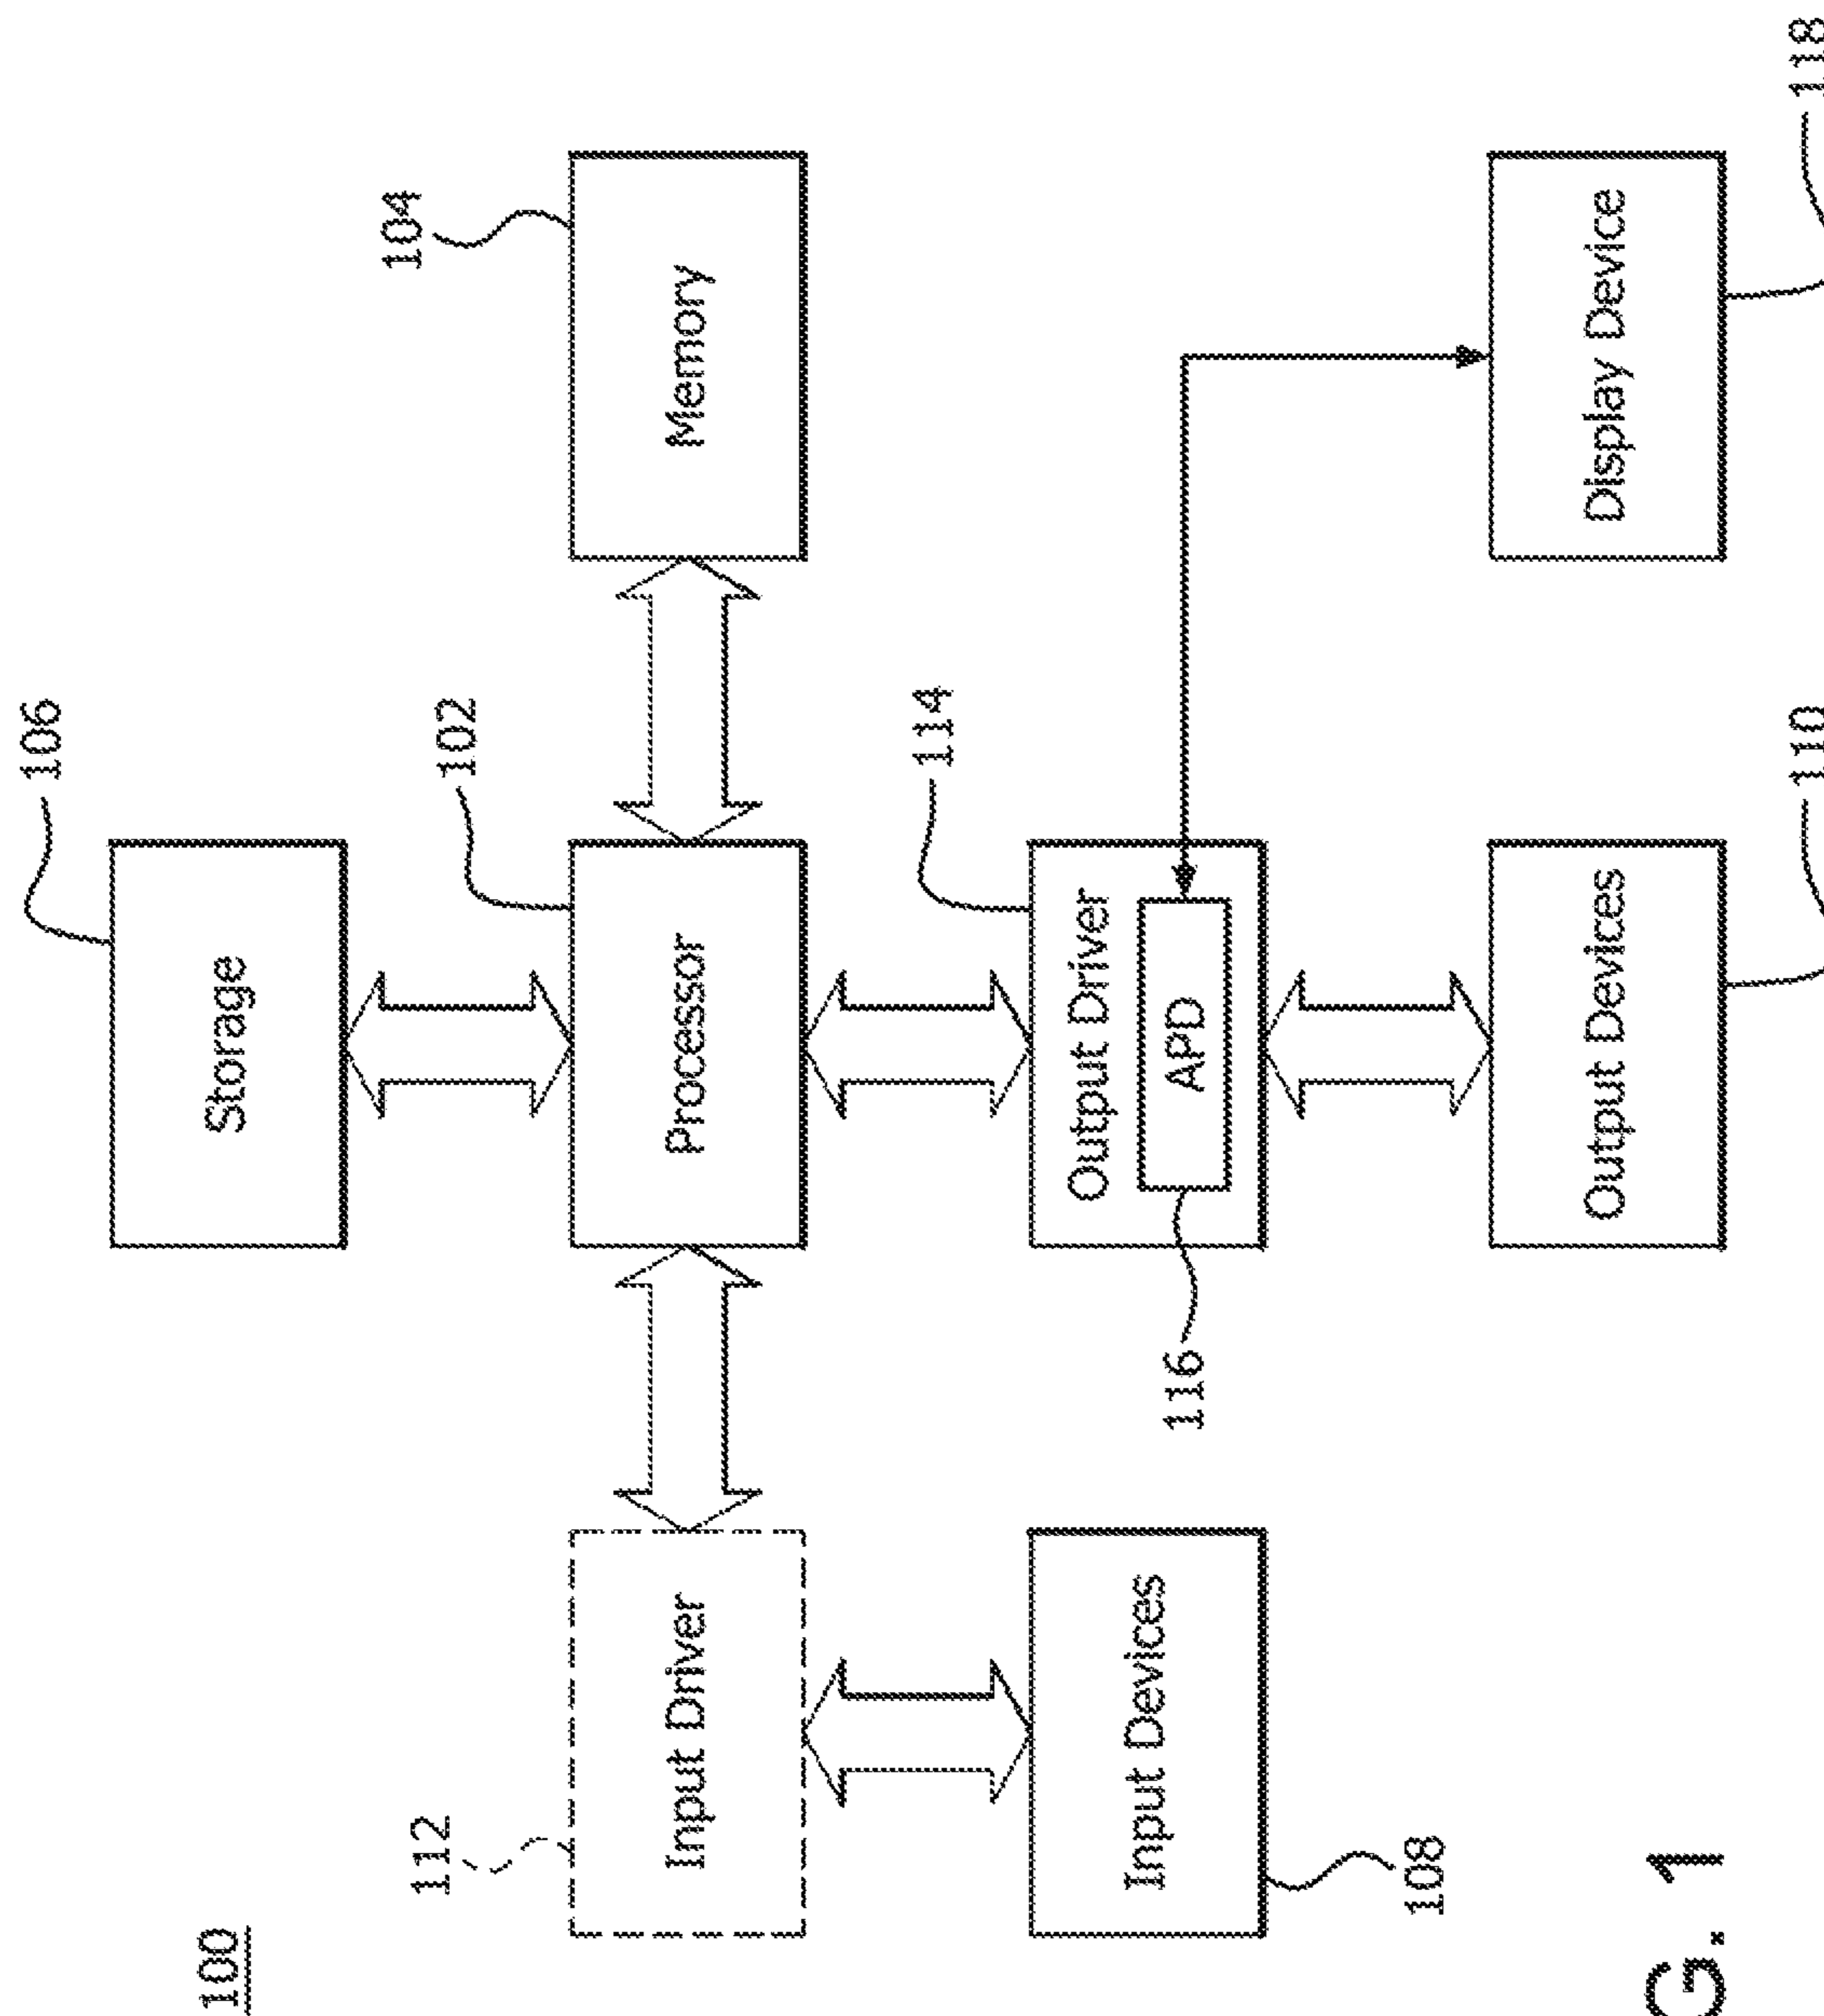 100
106
Storage
112
102
104
Input Driver
Processor
Memory
114
Input Devices
Output Driver
APD
108
116
Output Devices
Display Device
110
118
G. 1